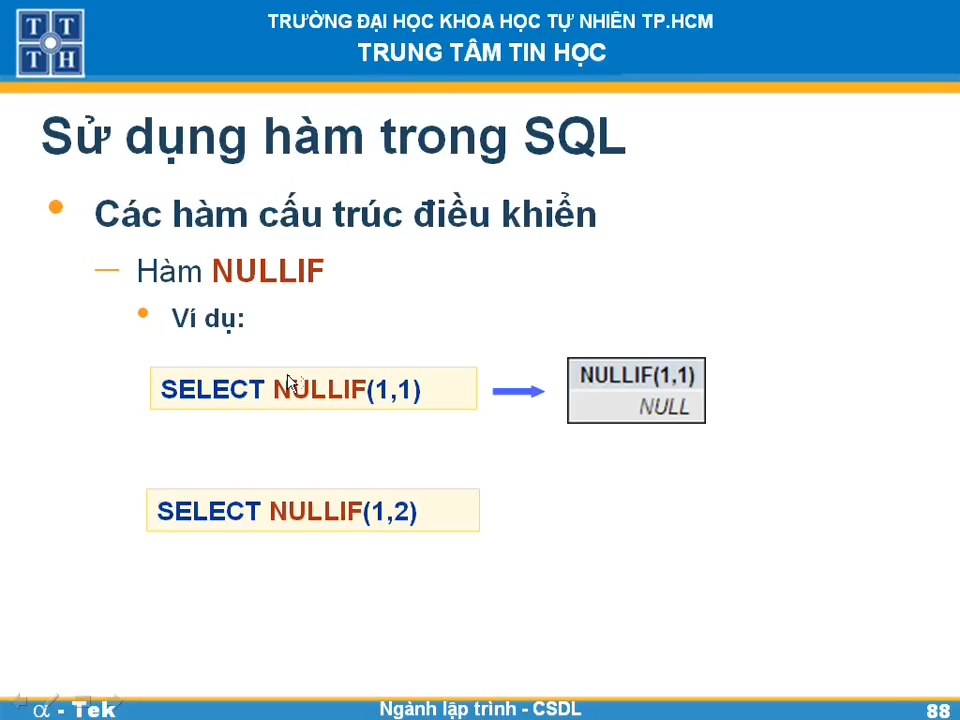 T T
T H
TRƯỜNG ĐẠI HỌC KHOA HỌC TỰ NHIÊN TP.HCM
TRUNG TÂM TIN HỌC
Sử dụng hàm trong SQL
• Các hàm cấu trúc điều khiển
– Hàm NULLIF
• Ví dụ:
SELECT NULLIF(1,1)
NULLIF(1,1)
NULL
SELECT NULLIF(1,2)
α - Tek
Ngành lập trình - CSDL
88